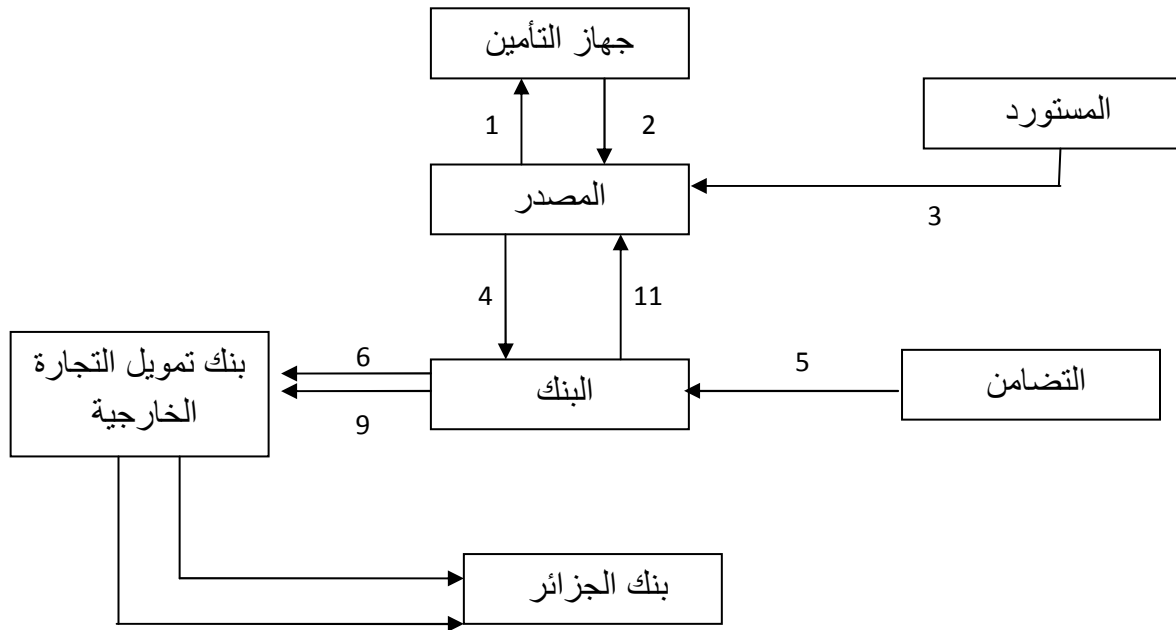 جهاز التأمين
المستورد
1
2
المصدر
3
4
11
بنك تمويل التجارة
الخارجية
6
9
البنك
5
التضامن
بنك الجزائر